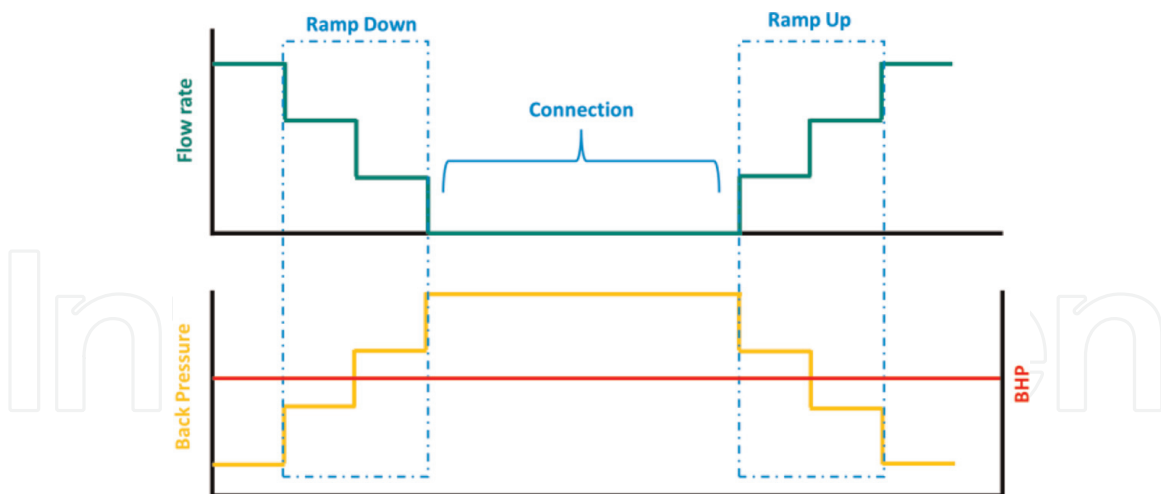 Ramp Down
Ramp Up
Connection
Flow rate
Back Pressure
BHP